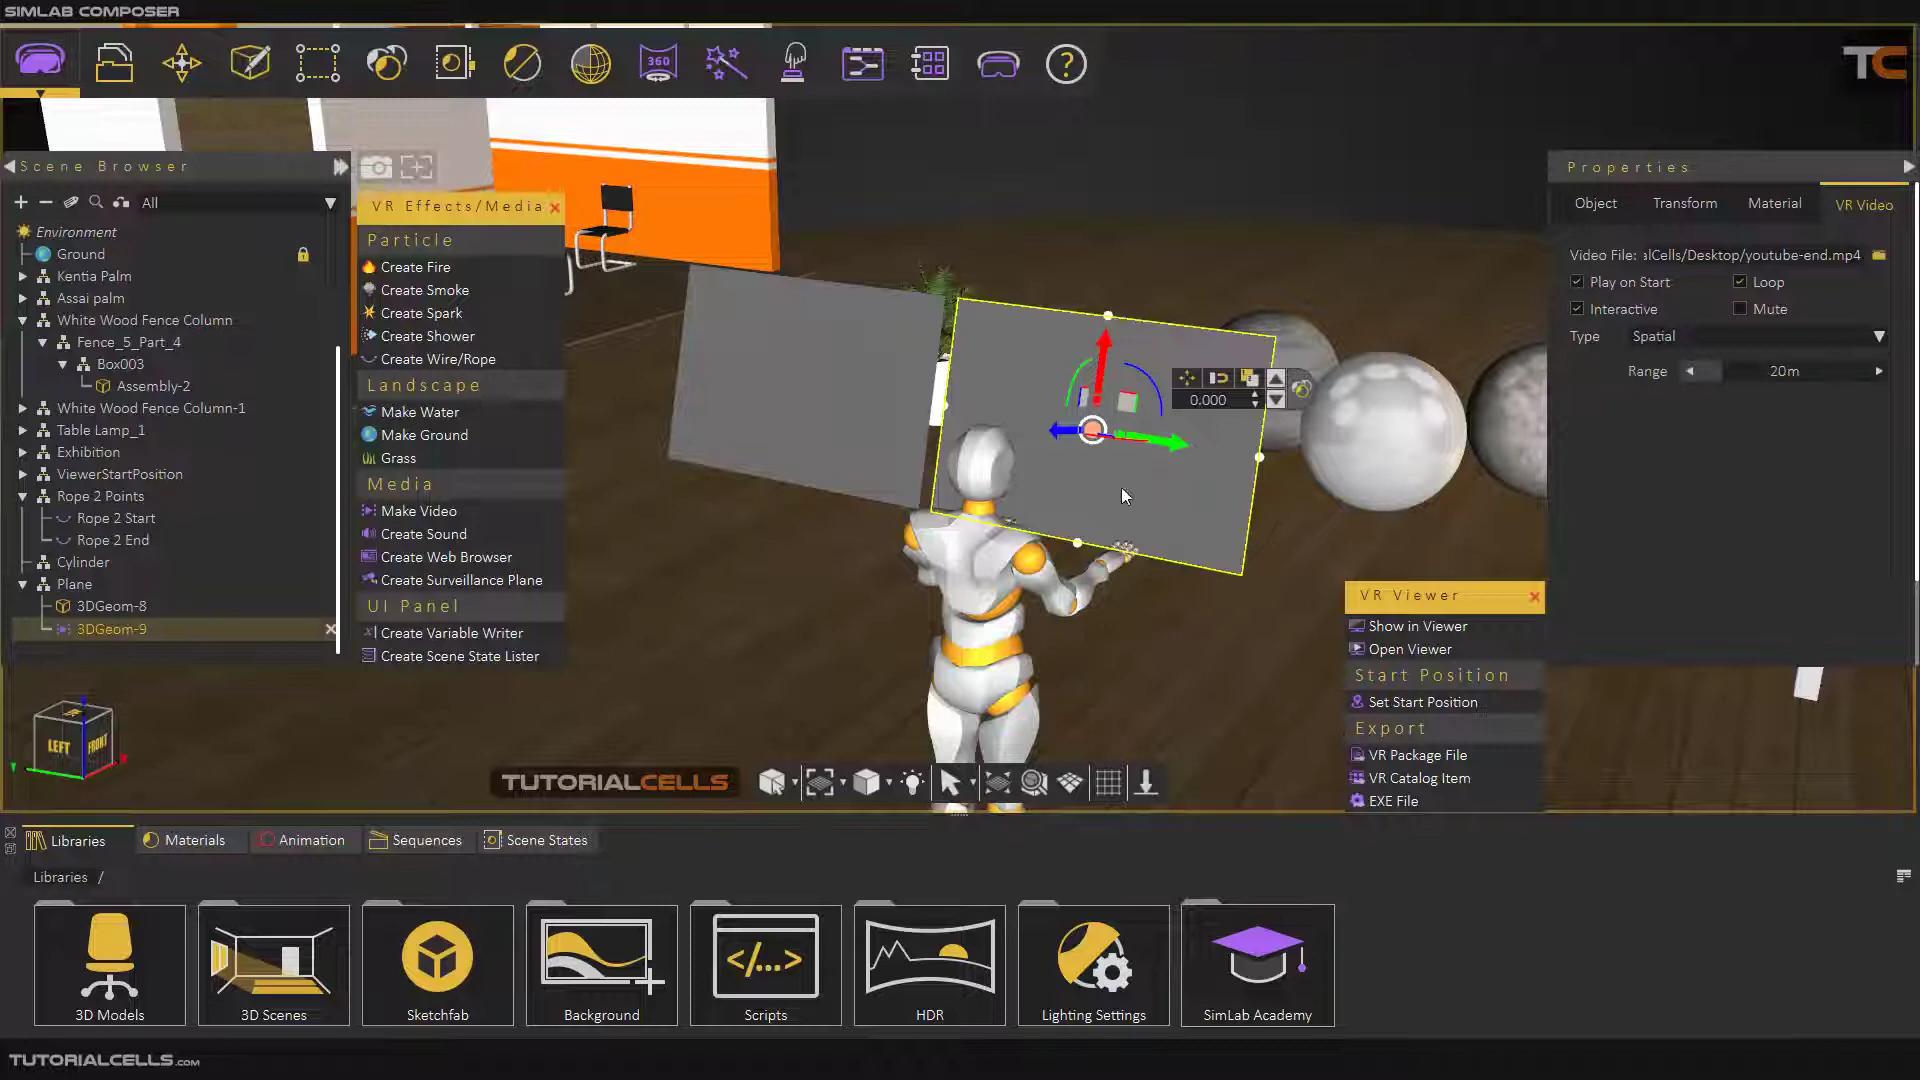 SIMLAB COMPOSER
360
TC
Scene Browser
All
Environment
Ground
Kentia Palm
Assai palm
White Wood Fence Column
Fence_5_Part_4
Box003
Assembly-2
White Wood Fence Column-1
Table Lamp_1
Exhibition
ViewerStartPosition
Rope 2 Points
Rope 2 Start
Rope 2 End
Cylinder
Plane
3DGeom-8
3DGeom-9
VR Effects/Media
Particle
Create Fire
Create Smoke
Create Spark
Create Shower
Create Wire/Rope
Landscape
Make Water
Make Ground
Grass
Media
Make Video
Create Sound
Create Web Browser
Create Surveillance Plane
UI Panel
Create Variable Writer
Create Scene State Lister
0.000
Properties
Object Transform Material VR Video
Video File: alCells/Desktop/youtube-end.mp4
Play on Start Loop
Interactive Mute
Type Spatial
Range 20m
VR Viewer
Show in Viewer
Open Viewer
Start Position
Set Start Position
Export
VR Package File
VR Catalog Item
EXE File
LEFT FRONT
TUTORIALCELLS
Libraries Materials Animation Sequences Scene States
Libraries /
</...>
3D Models 3D Scenes Sketchfab Background Scripts HDR Lighting Settings SimLab Academy
TUTORIALCELLS.COM